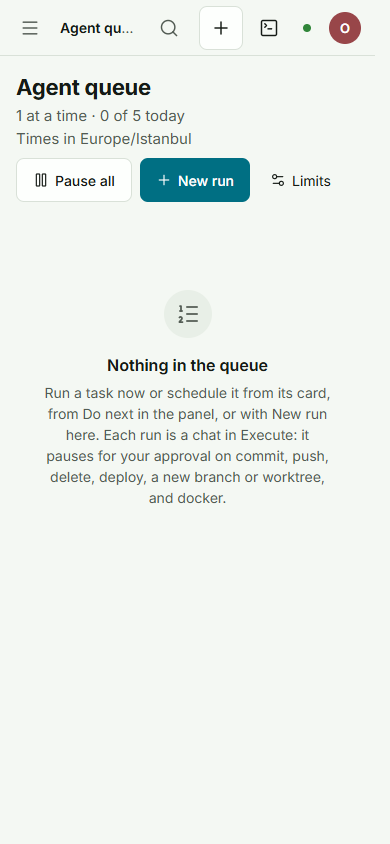 Agent qu...
O
Agent queue
1 at a time · 0 of 5 today
Times in Europe/Istanbul
Pause all
New run
Limits
Nothing in the queue
Run a task now or schedule it from its card,
from Do next in the panel, or with New run
here. Each run is a chat in Execute: it
pauses for your approval on commit, push,
delete, deploy, a new branch or worktree,
and docker.